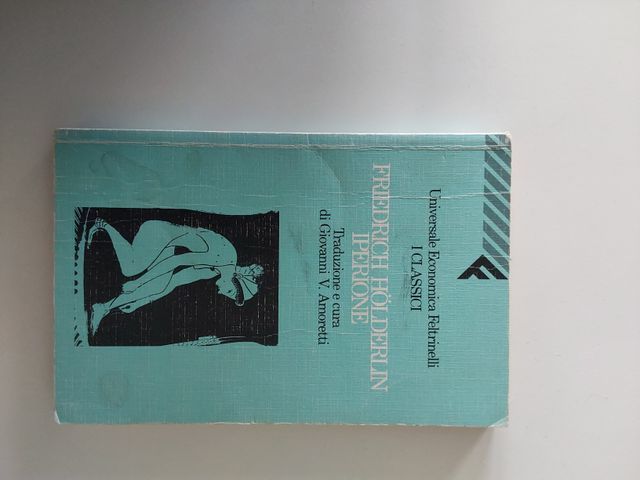 Universale Economica Feltrinelli
I CLASSICI
FRIEDRICH HÖLDERLIN
IPERIONE
Traduzione e cura
di Giovanni V. Amoretti